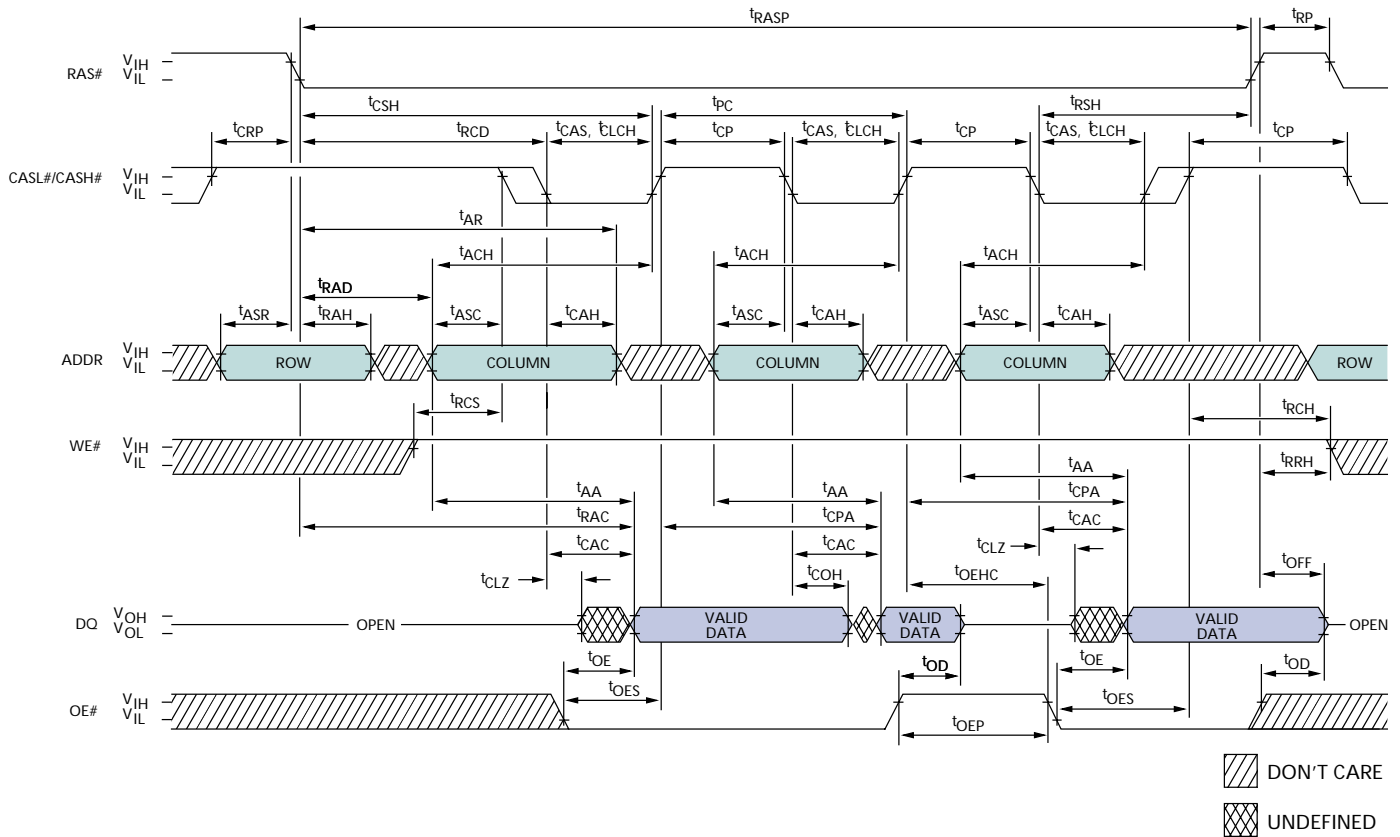 tRASP tRP
RAS# VIH
VIL
tCSH tPC tRSH
tCRP tRCD tCAS, tCLCH tCP tCAS, tCLCH tCP tCAS, tCLCH tCP
CASL#/CASH# VIH
VIL
tAR
tACH tACH tACH
tRAD
tASR tRAH tASC tCAH tASC tCAH tASC tCAH
ADDR VIH
VIL
ROW COLUMN COLUMN COLUMN ROW
tRCS tRCH
WE# VIH
VIL
tRRH
tAA
tAA tAA tCPA
tRAC tCPA
tCAC tCAC tCAC
tCLZ
tCLZ tCOH tOEHC tOFF
DQ VOH
VOL
OPEN VALID DATA VALID DATA VALID DATA OPEN
tOE tOD tOE tOD
tOES tOES
OE# VIH
VIL
tOEP
DON'T CARE
UNDEFINED